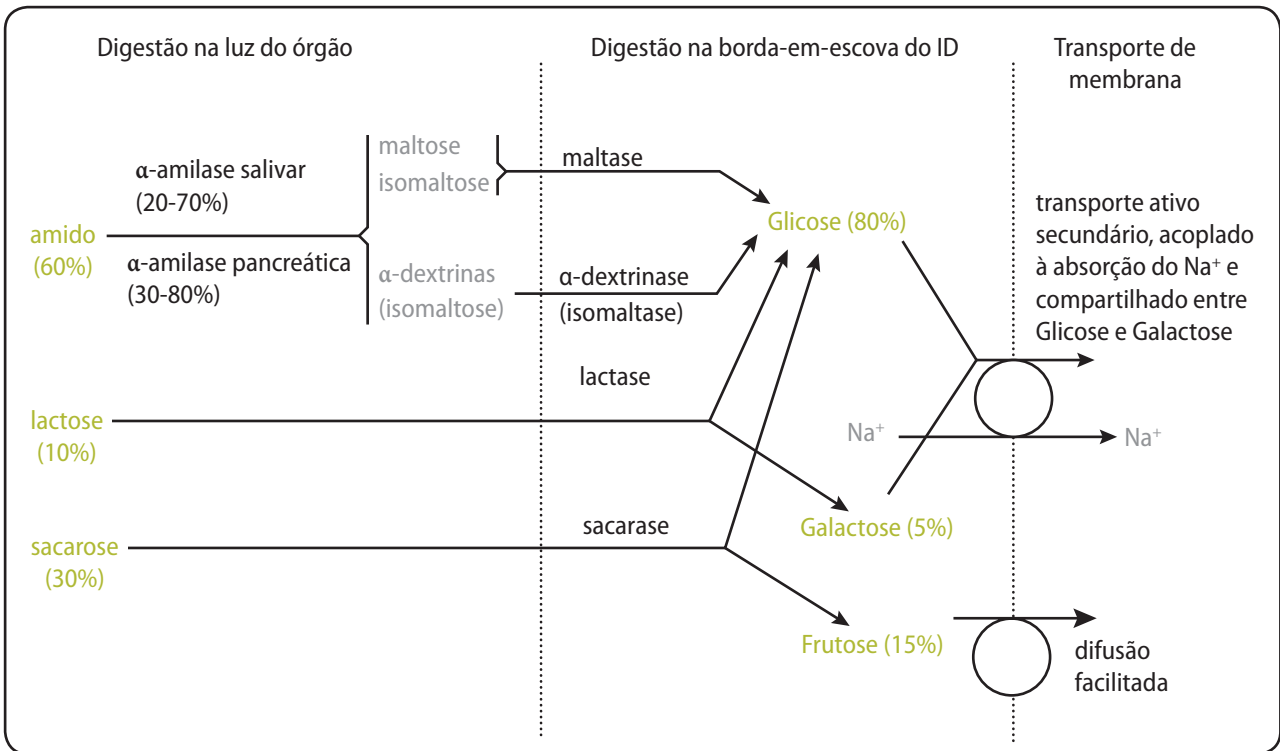 Digestão na luz do órgão
Digestão na borda-em-escova do ID
Transporte de
membrana
amido
(60%)
α-amilase salivar
(20-70%)
α-amilase pancreática
(30-80%)
maltose
isomaltose
α-dextrinas
(isomaltose)
maltase
α-dextrinase
(isomaltase)
Glicose (80%)
transporte ativo
secundário, acoplado
à absorção do Na⁺ e
compartilhado entre
Glicose e Galactose
lactose
(10%)
lactase
Na⁺
Na⁺
Galactose (5%)
sacarose
(30%)
sacarase
Frutose (15%)
difusão
facilitada